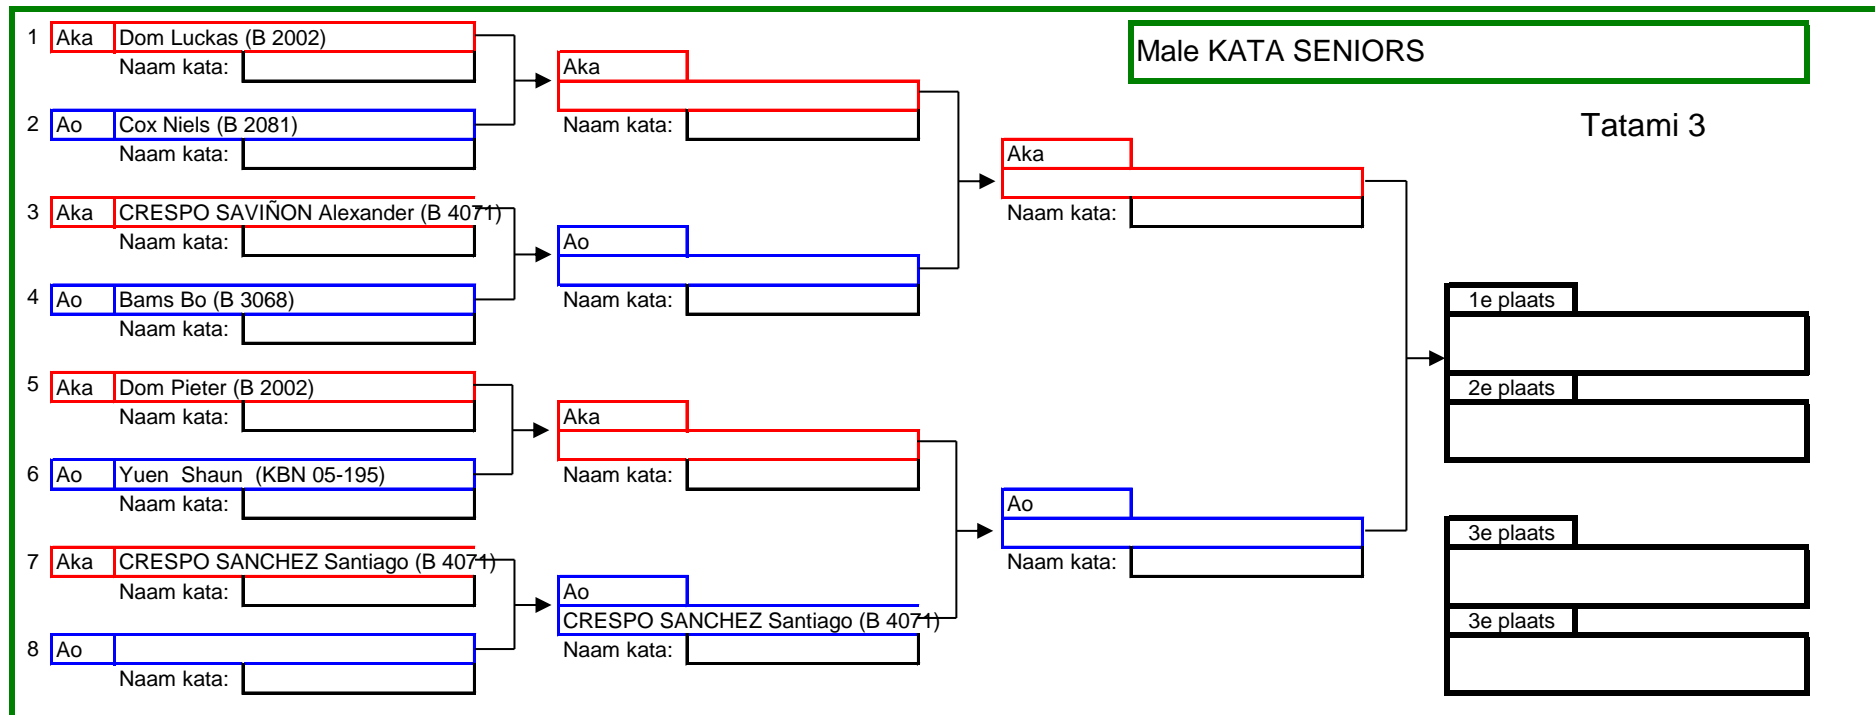 1 Aka Dom Luckas (B 2002)
Naam kata:
2 Ao Cox Niels (B 2081)
Naam kata:
3 Aka CRESPO SAVIÑON Alexander (B 4071)
Naam kata:
4 Ao Bams Bo (B 3068)
Naam kata:
5 Aka Dom Pieter (B 2002)
Naam kata:
6 Ao Yuen  Shaun  (KBN 05-195)
Naam kata:
7 Aka CRESPO SANCHEZ Santiago (B 4071)
Naam kata:
8 Ao
Naam kata:
Aka
Naam kata:
Ao
Naam kata:
Aka
Naam kata:
Ao
CRESPO SANCHEZ Santiago (B 4071)
Naam kata:
Aka
Naam kata:
Ao
Naam kata:
Male KATA SENIORS
Tatami 3
1e plaats
2e plaats
3e plaats
3e plaats